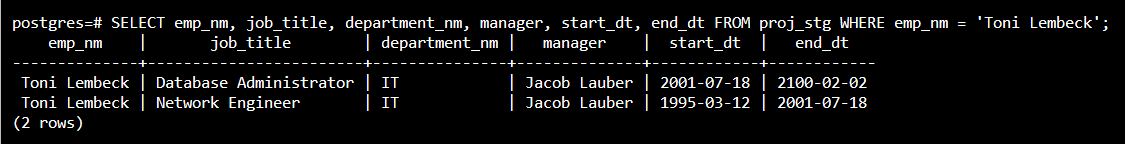 postgres=# SELECT emp_nm, job_title, department_nm, manager, start_dt, end_dt FROM proj_stg WHERE emp_nm = 'Toni Lembeck';
    emp_nm    |       job_title        | department_nm |   manager    |  start_dt  |   end_dt
--------------+------------------------+---------------+--------------+------------+------------
 Toni Lembeck | Database Administrator | IT            | Jacob Lauber | 2001-07-18 | 2100-02-02
 Toni Lembeck | Network Engineer       | IT            | Jacob Lauber | 1995-03-12 | 2001-07-18
(2 rows)